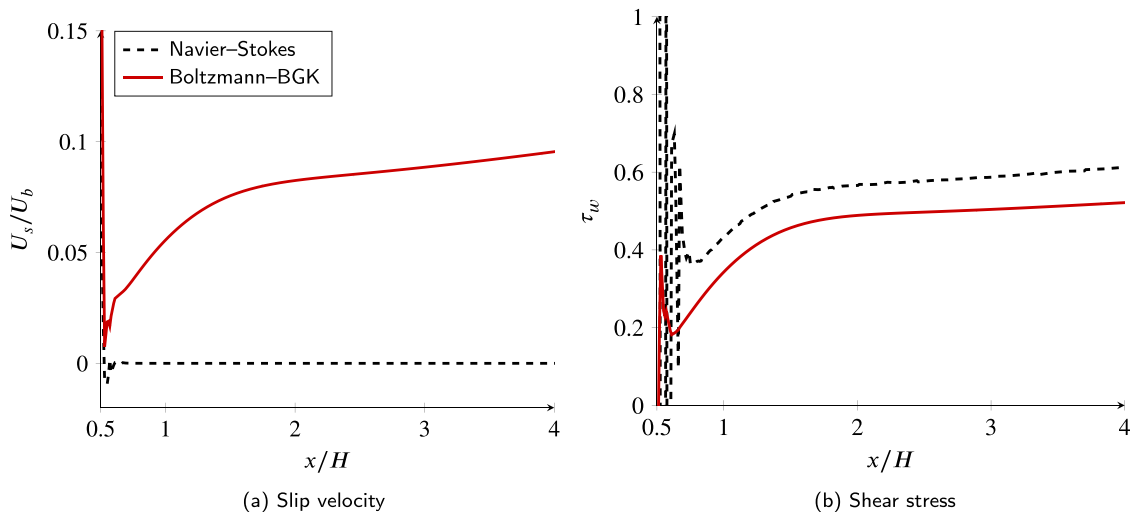 0.15
0.1
0.05
0
U_s/U_b
Navier–Stokes
Boltzmann–BGK
0.5 1 2 3 4
x/H
(a) Slip velocity
1
0.8
0.6
0.4
0.2
0
τ_w
0.5 1 2 3 4
x/H
(b) Shear stress